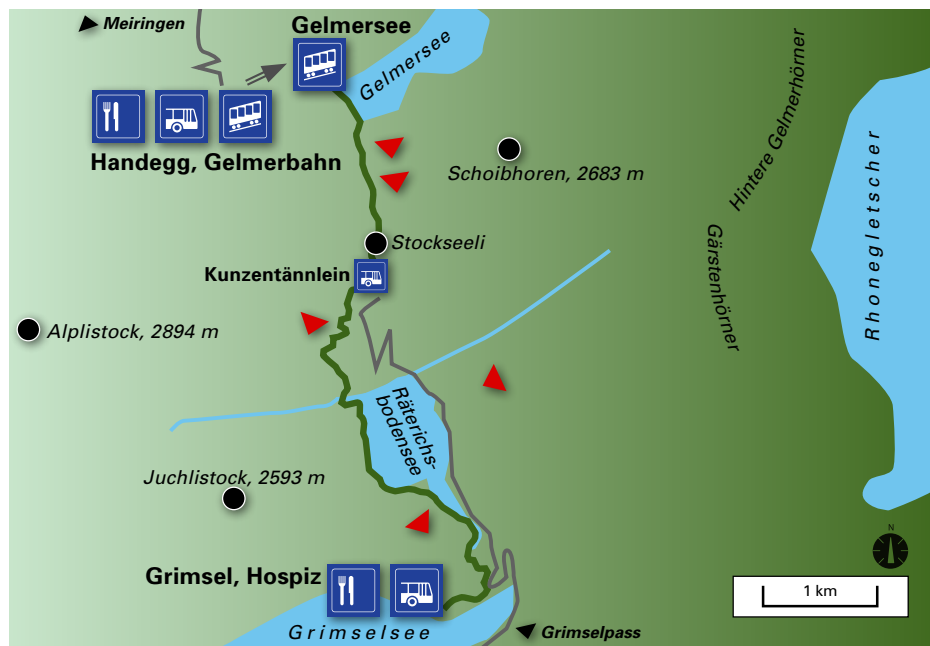 Meiringen
Gelmersee
Gelmersee
Handegg, Gelmerbahn
Schoibhoren, 2683 m
Hintere Gelmerhörner
Rhonegletscher
Stockseeli
Gärstenhörner
Kunzentännlein
Alplistock, 2894 m
Räterichs-
bodensee
Juchlistock, 2593 m
N
Grimsel, Hospiz
1 km
Grimselsee
Grimselpass